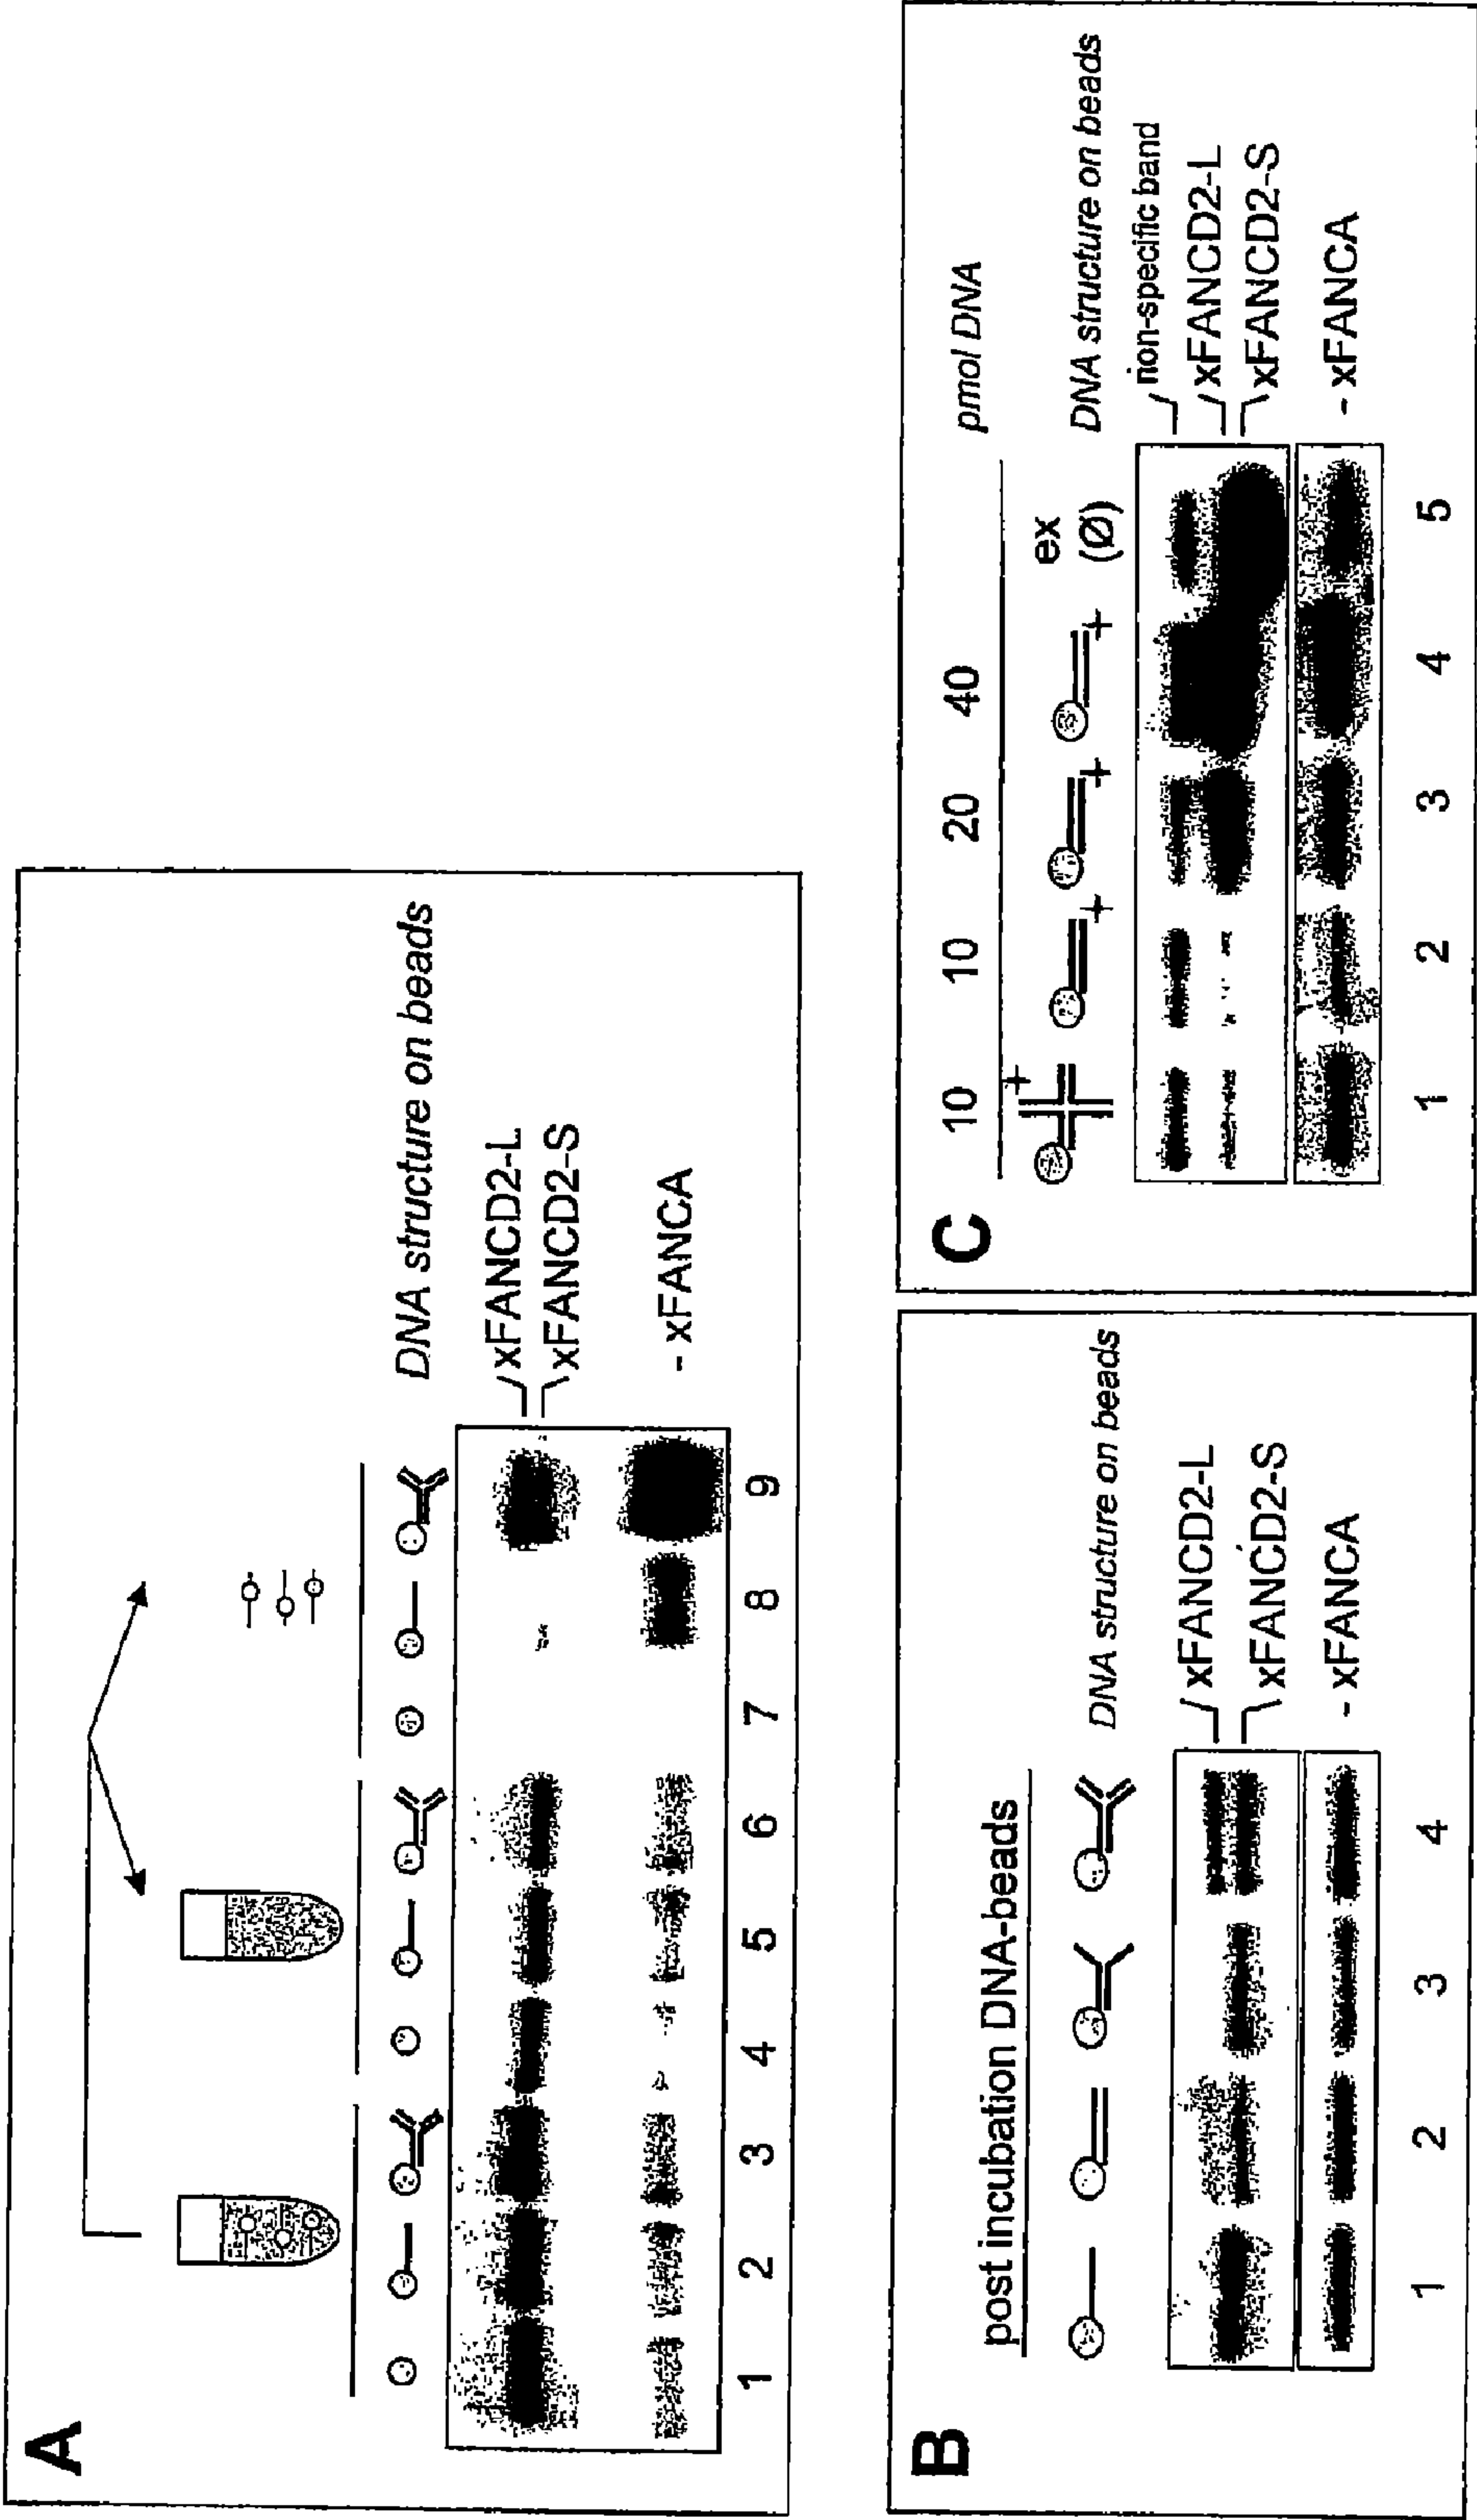 A
DNA structure on beads
xFANCD2-L
xFANCD2-S
- xFANCA
1 2 3 4 5 6 7 8 9
B
post incubation DNA-beads
DNA structure on beads
xFANCD2-L
xFANCD2-S
- xFANCA
1 2 3 4
C
10 10 20 40 pmol DNA
ex
(Ø)
DNA structure on beads
non-specific band
xFANCD2-L
xFANCD2-S
- xFANCA
1 2 3 4 5